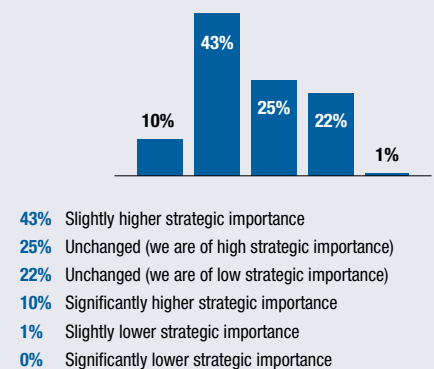 43%
10%
25%
22%
1%
43% Slightly higher strategic importance
25% Unchanged (we are of high strategic importance)
22% Unchanged (we are of low strategic importance)
10% Significantly higher strategic importance
1% Slightly lower strategic importance
0% Significantly lower strategic importance